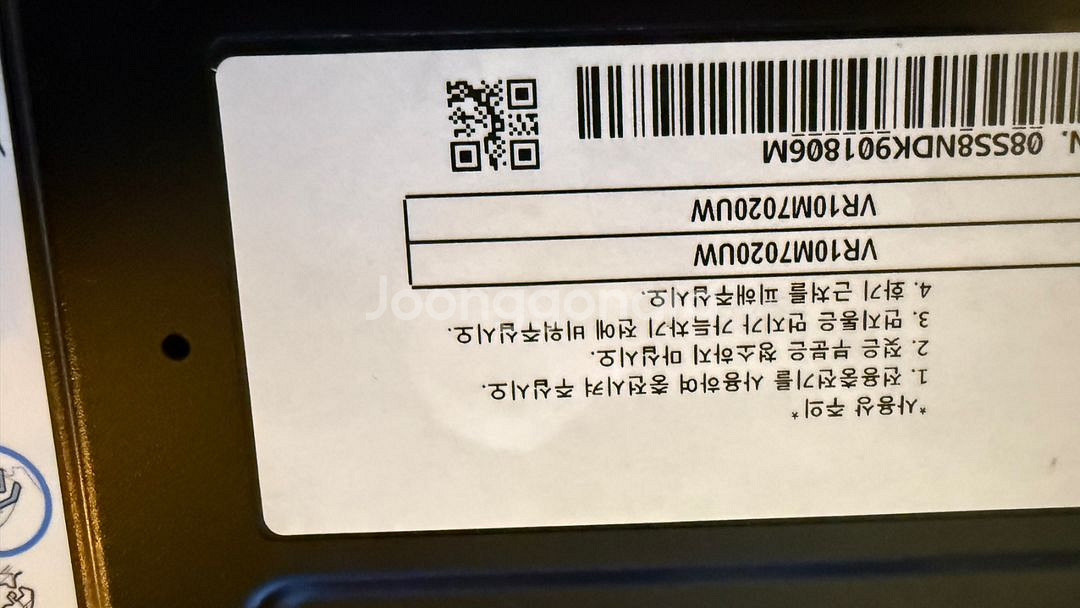 *사용상 주의*
1. 전용충전기를 사용하여 충전시켜 주십시오.
2. 젖은 부분은 청소하지 마십시오.
3. 먼지통은 먼지가 가득차기 전에 비워주십시오.
4. 화기 근처를 피해주십시오.
VR10M7020UW
VR10M7020UW
N. 08SS8NDK901806M